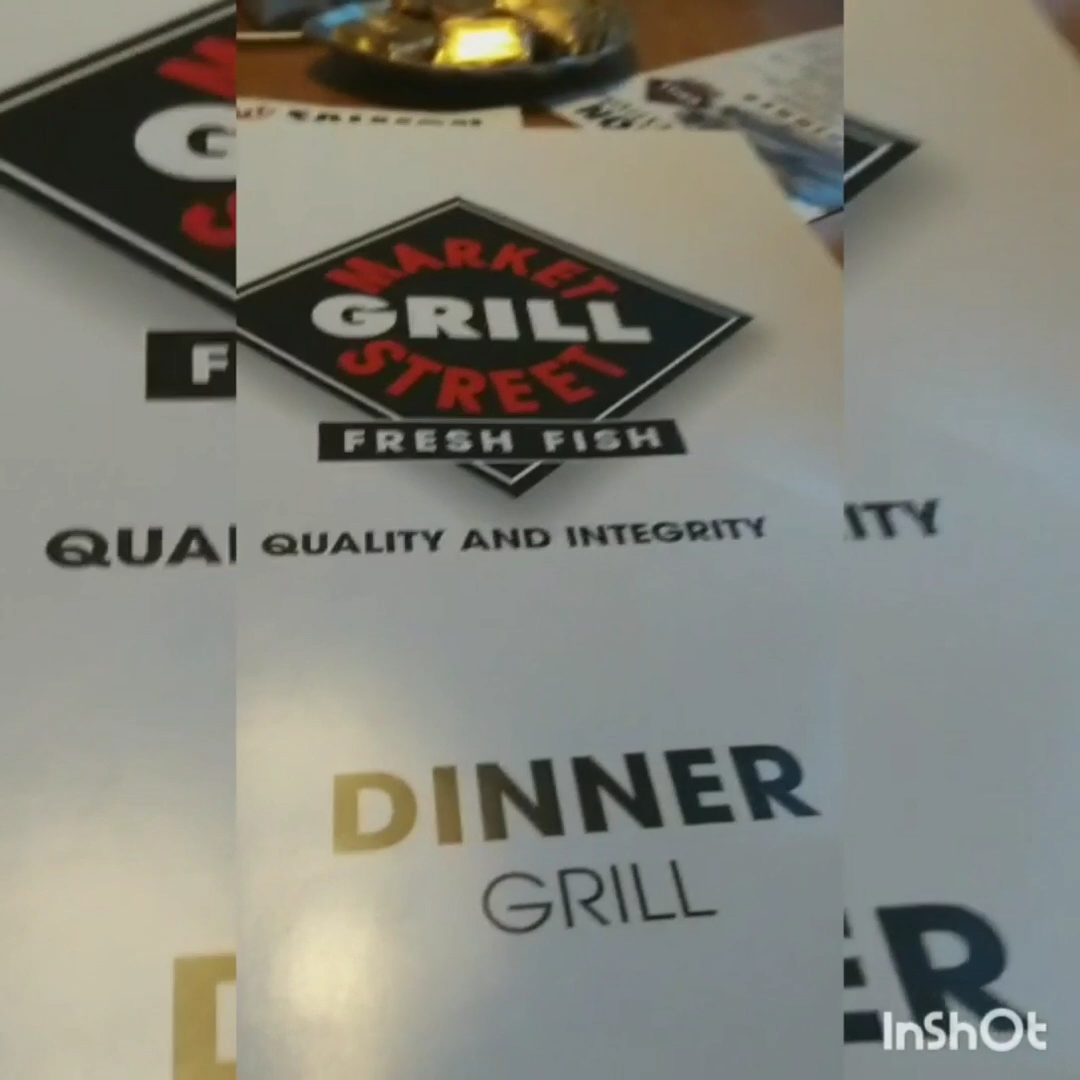 MARKET
GRILL
STREET
FRESH FISH
QUALITY AND INTEGRITY
DINNER
GRILL
InShOt